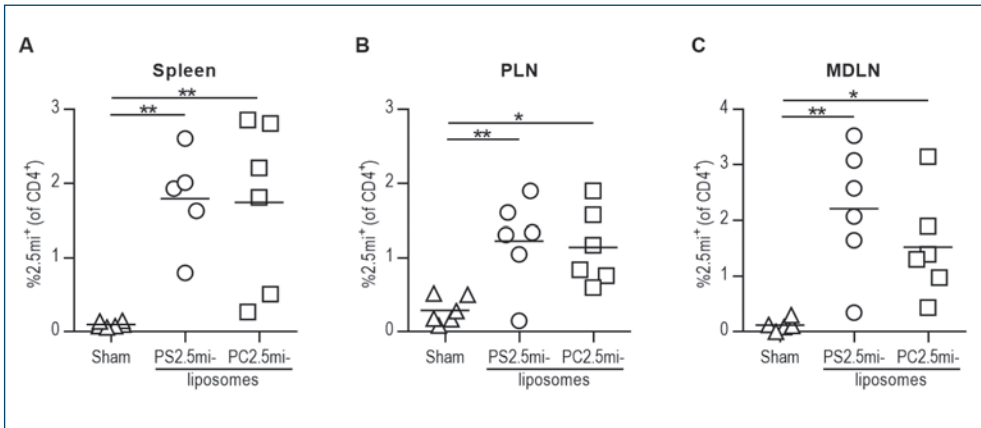 A
Spleen
%2.5mi⁺ (of CD4⁺)
3
2
1
0
**
**
Sham
PS2.5mi-
PC2.5mi-
liposomes
B
PLN
%2.5mi⁺ (of CD4⁺)
3
2
1
0
*
**
Sham
PS2.5mi-
PC2.5mi-
liposomes
C
MDLN
%2.5mi⁺ (of CD4⁺)
4
3
2
1
0
*
**
Sham
PS2.5mi-
PC2.5mi-
liposomes